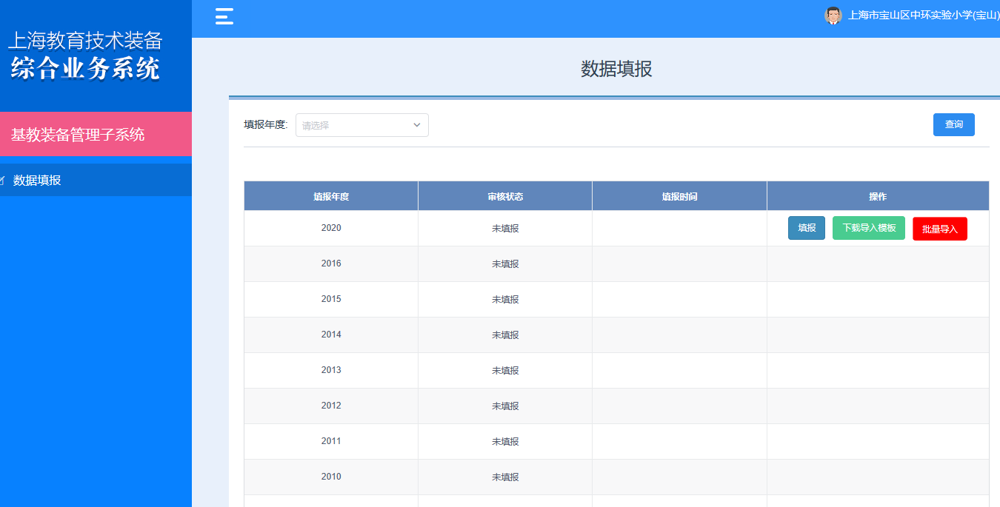 上海市宝山区中环实验小学(宝山)
上海教育技术装备
综合业务系统
数据填报
填报年度: 请选择 查询
基教装备管理子系统
数据填报
填报年度 审核状态 填报时间 操作
2020 未填报 填报 下载导入模板 批量导入
2016 未填报
2015 未填报
2014 未填报
2013 未填报
2012 未填报
2011 未填报
2010 未填报